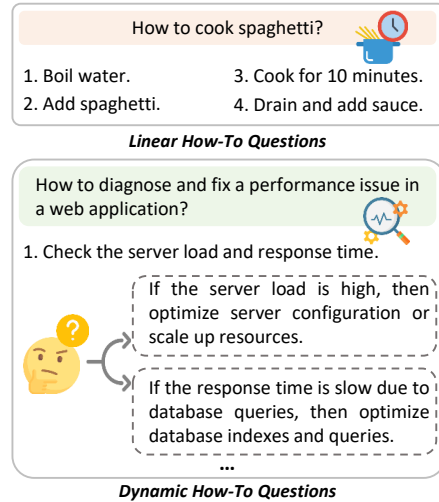 How to cook spaghetti?
1. Boil water.
2. Add spaghetti.
3. Cook for 10 minutes.
4. Drain and add sauce.
Linear How-To Questions
How to diagnose and fix a performance issue in
a web application?
1. Check the server load and response time.
If the server load is high, then
optimize server configuration or
scale up resources.
?
If the response time is slow due to
database queries, then optimize
database indexes and queries.
...
Dynamic How-To Questions